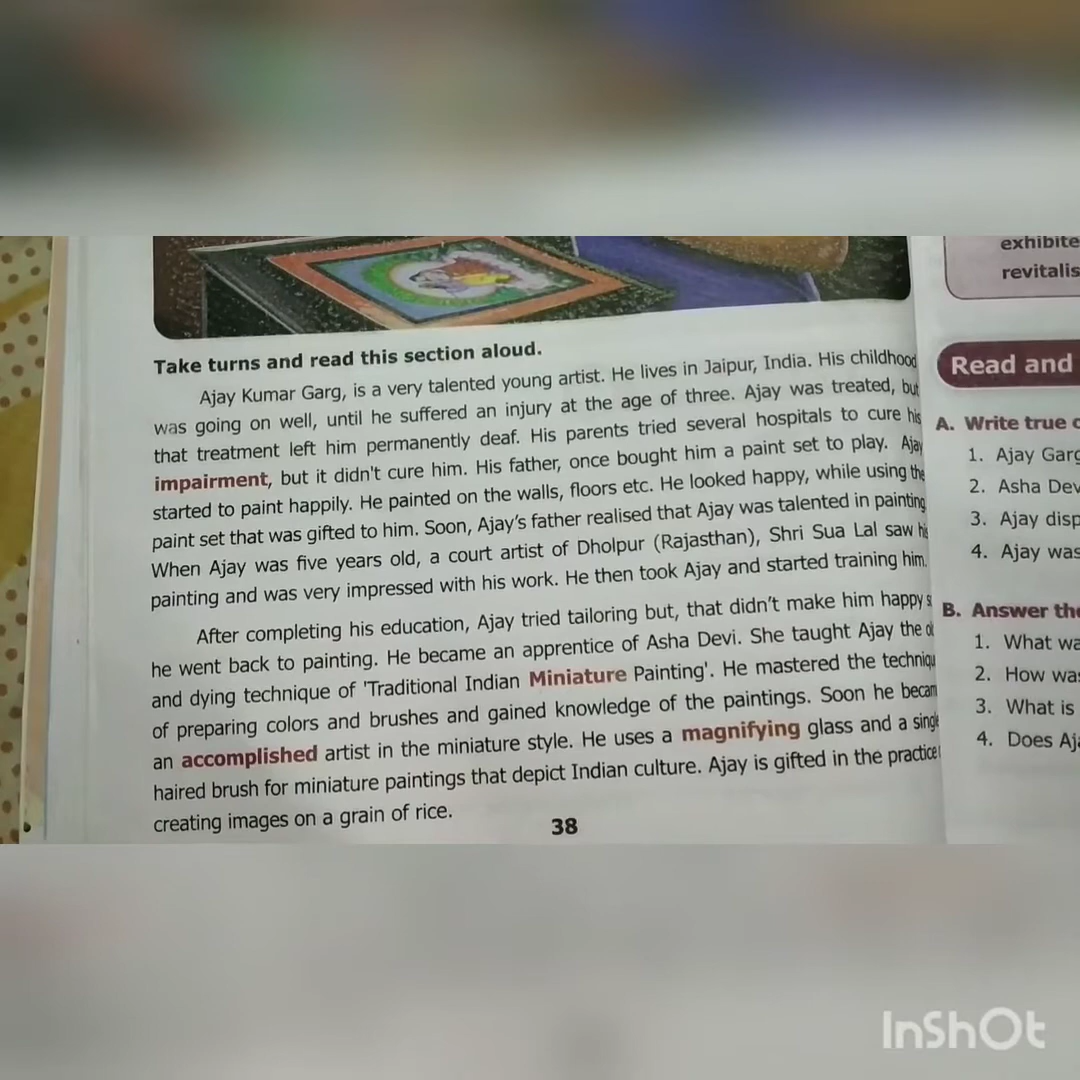 Take turns and read this section aloud.
Ajay Kumar Garg, is a very talented young artist. He lives in Jaipur, India. His childhood
was going on well, until he suffered an injury at the age of three. Ajay was treated, but
that treatment left him permanently deaf. His parents tried several hospitals to cure his
impairment, but it didn't cure him. His father, once bought him a paint set to play. Ajay
started to paint happily. He painted on the walls, floors etc. He looked happy, while using the
paint set that was gifted to him. Soon, Ajay's father realised that Ajay was talented in painting
When Ajay was five years old, a court artist of Dholpur (Rajasthan), Shri Sua Lal saw
painting and was very impressed with his work. He then took Ajay and started training him.
After completing his education, Ajay tried tailoring but, that didn't make him happy
he went back to painting. He became an apprentice of Asha Devi. She taught Ajay the
and dying technique of 'Traditional Indian Miniature Painting'. He mastered the techniqu
of preparing colors and brushes and gained knowledge of the paintings. Soon he becam
an accomplished artist in the miniature style. He uses a magnifying glass and a singl
haired brush for miniature paintings that depict Indian culture. Ajay is gifted in the practice
creating images on a grain of rice.
38
exhibite
revitalis
Read and
A. Write true
1. Ajay Garg
2. Asha Dev
3. Ajay disp
4. Ajay was
B. Answer the
1. What wa
2. How was
3. What is
4. Does Aj
InShOt